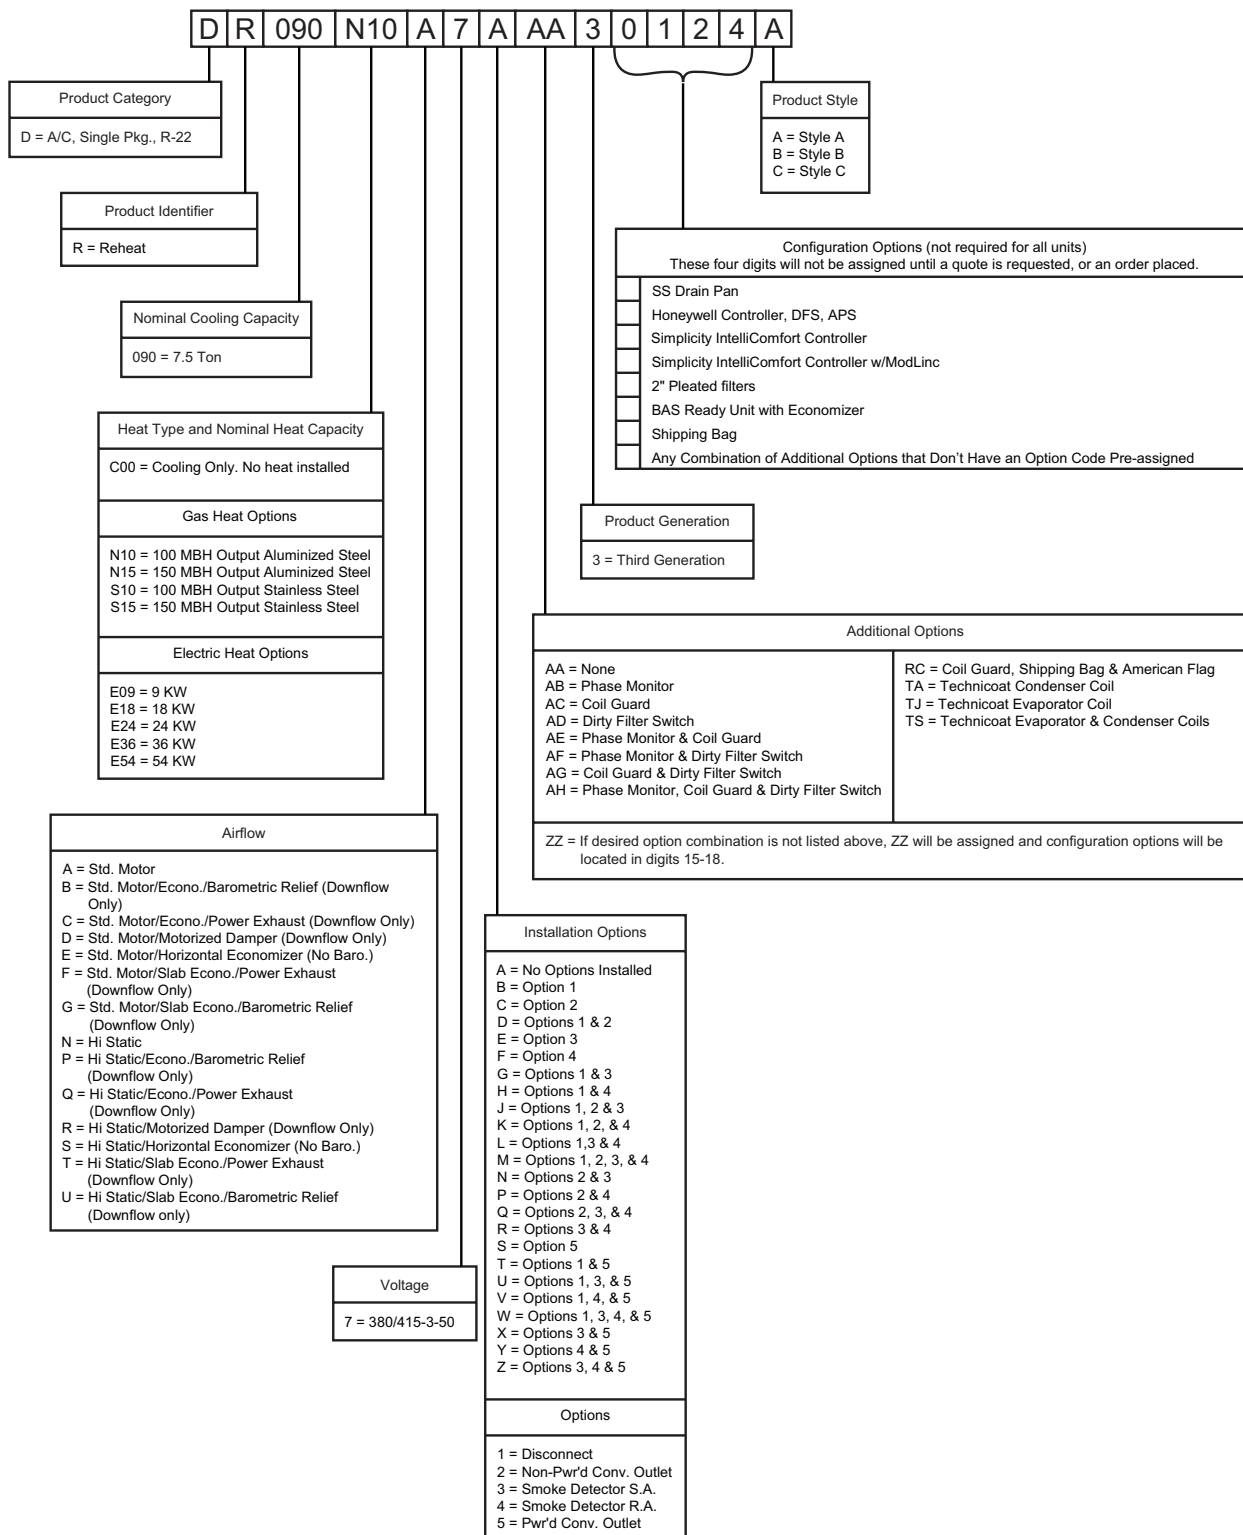 D R 090 N10 A 7 A AA 3 0 1 2 4 A
Product Category
D = A/C, Single Pkg., R-22
Product Identifier
R = Reheat
Nominal Cooling Capacity
090 = 7.5 Ton
Heat Type and Nominal Heat Capacity
C00 = Cooling Only. No heat installed
Gas Heat Options
N10 = 100 MBH Output Aluminized Steel
N15 = 150 MBH Output Aluminized Steel
S10 = 100 MBH Output Stainless Steel
S15 = 150 MBH Output Stainless Steel
Electric Heat Options
E09 = 9 KW
E18 = 18 KW
E24 = 24 KW
E36 = 36 KW
E54 = 54 KW
Airflow
A = Std. Motor
B = Std. Motor/Econo./Barometric Relief (Downflow
Only)
C = Std. Motor/Econo./Power Exhaust (Downflow Only)
D = Std. Motor/Motorized Damper (Downflow Only)
E = Std. Motor/Horizontal Economizer (No Baro.)
F = Std. Motor/Slab Econo./Power Exhaust
(Downflow Only)
G = Std. Motor/Slab Econo./Barometric Relief
(Downflow Only)
N = Hi Static
P = Hi Static/Econo./Barometric Relief
(Downflow Only)
Q = Hi Static/Econo./Power Exhaust
(Downflow Only)
R = Hi Static/Motorized Damper (Downflow Only)
S = Hi Static/Horizontal Economizer (No Baro.)
T = Hi Static/Slab Econo./Power Exhaust
(Downflow Only)
U = Hi Static/Slab Econo./Barometric Relief
(Downflow only)
Voltage
7 = 380/415-3-50
Installation Options
A = No Options Installed
B = Option 1
C = Option 2
D = Options 1 & 2
E = Option 3
F = Option 4
G = Options 1 & 3
H = Options 1 & 4
J = Options 1, 2 & 3
K = Options 1, 2, & 4
L = Options 1,3 & 4
M = Options 1, 2, 3, & 4
N = Options 2 & 3
P = Options 2 & 4
Q = Options 2, 3, & 4
R = Options 3 & 4
S = Option 5
T = Options 1 & 5
U = Options 1, 3, & 5
V = Options 1, 4, & 5
W = Options 1, 3, 4, & 5
X = Options 3 & 5
Y = Options 4 & 5
Z = Options 3, 4 & 5
Options
1 = Disconnect
2 = Non-Pwr'd Conv. Outlet
3 = Smoke Detector S.A.
4 = Smoke Detector R.A.
5 = Pwr'd Conv. Outlet
Additional Options
AA = None
AB = Phase Monitor
AC = Coil Guard
AD = Dirty Filter Switch
AE = Phase Monitor & Coil Guard
AF = Phase Monitor & Dirty Filter Switch
AG = Coil Guard & Dirty Filter Switch
AH = Phase Monitor, Coil Guard & Dirty Filter Switch
RC = Coil Guard, Shipping Bag & American Flag
TA = Technicoat Condenser Coil
TJ = Technicoat Evaporator Coil
TS = Technicoat Evaporator & Condenser Coils
ZZ = If desired option combination is not listed above, ZZ will be assigned and configuration options will be
located in digits 15-18.
Product Generation
3 = Third Generation
Configuration Options (not required for all units)
These four digits will not be assigned until a quote is requested, or an order placed.
SS Drain Pan
Honeywell Controller, DFS, APS
Simplicity IntelliComfort Controller
Simplicity IntelliComfort Controller w/ModLinc
2" Pleated filters
BAS Ready Unit with Economizer
Shipping Bag
Any Combination of Additional Options that Don't Have an Option Code Pre-assigned
Product Style
A = Style A
B = Style B
C = Style C